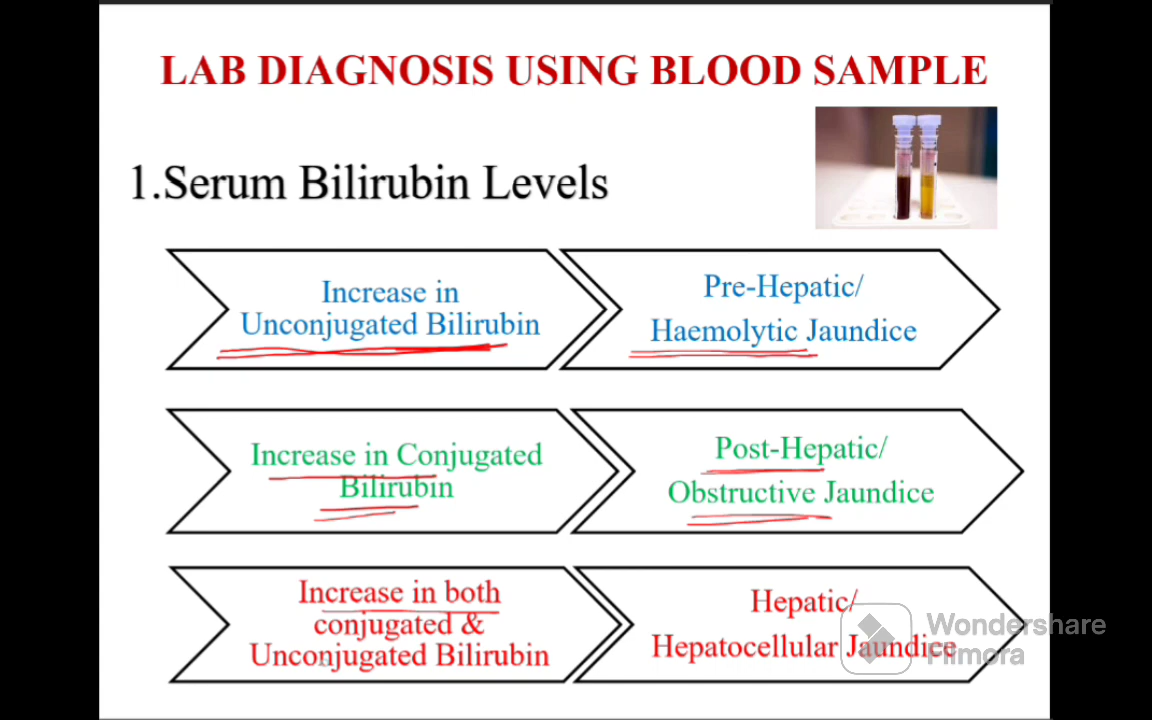 LAB DIAGNOSIS USING BLOOD SAMPLE
1.Serum Bilirubin Levels
Increase in
Unconjugated Bilirubin
Pre-Hepatic/
Haemolytic Jaundice
Increase in Conjugated
Bilirubin
Post-Hepatic/
Obstructive Jaundice
Increase in both
conjugated &
Unconjugated Bilirubin
Hepatic/
Hepatocellular Jaundice
Wondershare
Filmora